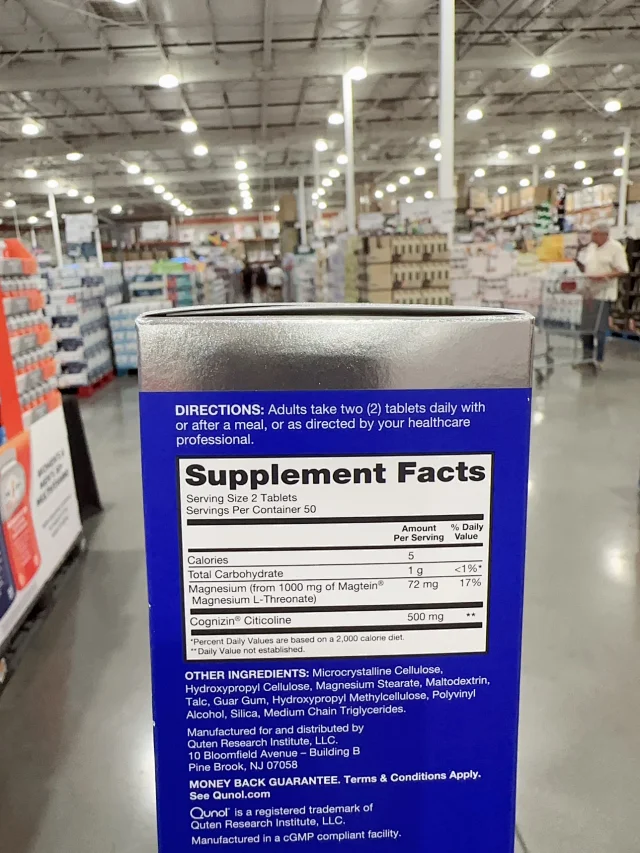 DIRECTIONS: Adults take two (2) tablets daily with
or after a meal, or as directed by your healthcare
professional.
Supplement Facts
Serving Size 2 Tablets
Servings Per Container 50
Amount Per Serving % Daily Value
Calories 5
Total Carbohydrate 1 g <1%*
Magnesium (from 1000 mg of Magtein® 72 mg 17%
Magnesium L-Threonate)
Cognizin® Citicoline 500 mg **
*Percent Daily Values are based on a 2,000 calorie diet.
**Daily Value not established.
OTHER INGREDIENTS: Microcrystalline Cellulose,
Hydroxypropyl Cellulose, Magnesium Stearate, Maltodextrin,
Talc, Guar Gum, Hydroxypropyl Methylcellulose, Polyvinyl
Alcohol, Silica, Medium Chain Triglycerides.
Manufactured for and distributed by
Quten Research Institute, LLC.
10 Bloomfield Avenue – Building B
Pine Brook, NJ 07058
MONEY BACK GUARANTEE. Terms & Conditions Apply.
See Qunol.com
Qunol® is a registered trademark of
Quten Research Institute, LLC.
Manufactured in a cGMP compliant facility.